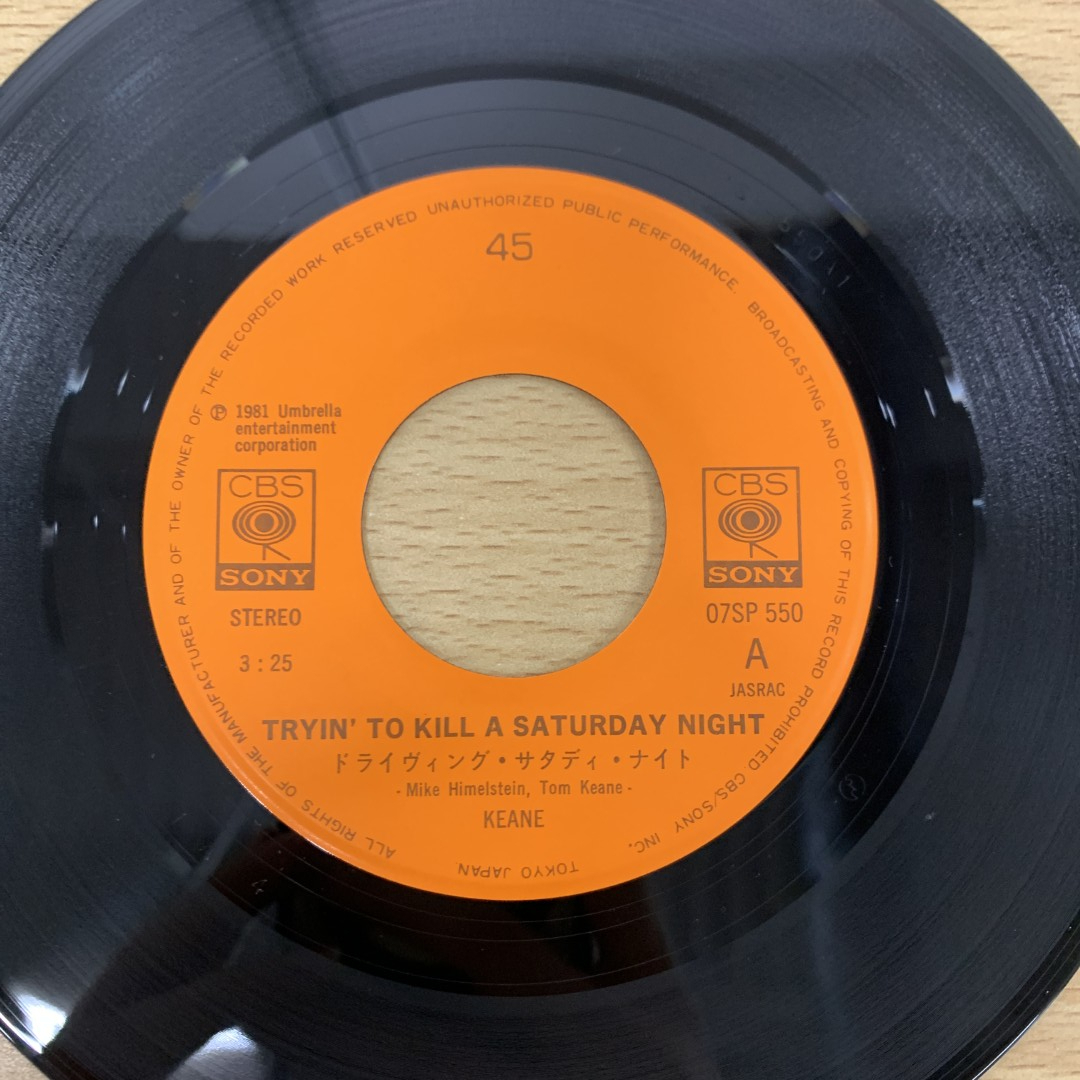 ALL RIGHTS OF THE MANUFACTURER AND OF THE OWNER OF THE RECORDED WORK RESERVED UNAUTHORIZED PUBLIC PERFORMANCE. BROADCASTING AND COPYING OF THIS RECORD PROHIBITED CBS/SONY INC. TOKYO JAPAN
45
Ⓟ 1981 Umbrella
entertainment
corporation
CBS
SONY
STEREO
3 : 25
CBS
SONY
07SP 550
A
JASRAC
TRYIN' TO KILL A SATURDAY NIGHT
ドライヴィング・サタディ・ナイト
- Mike Himelstein, Tom Keane -
KEANE